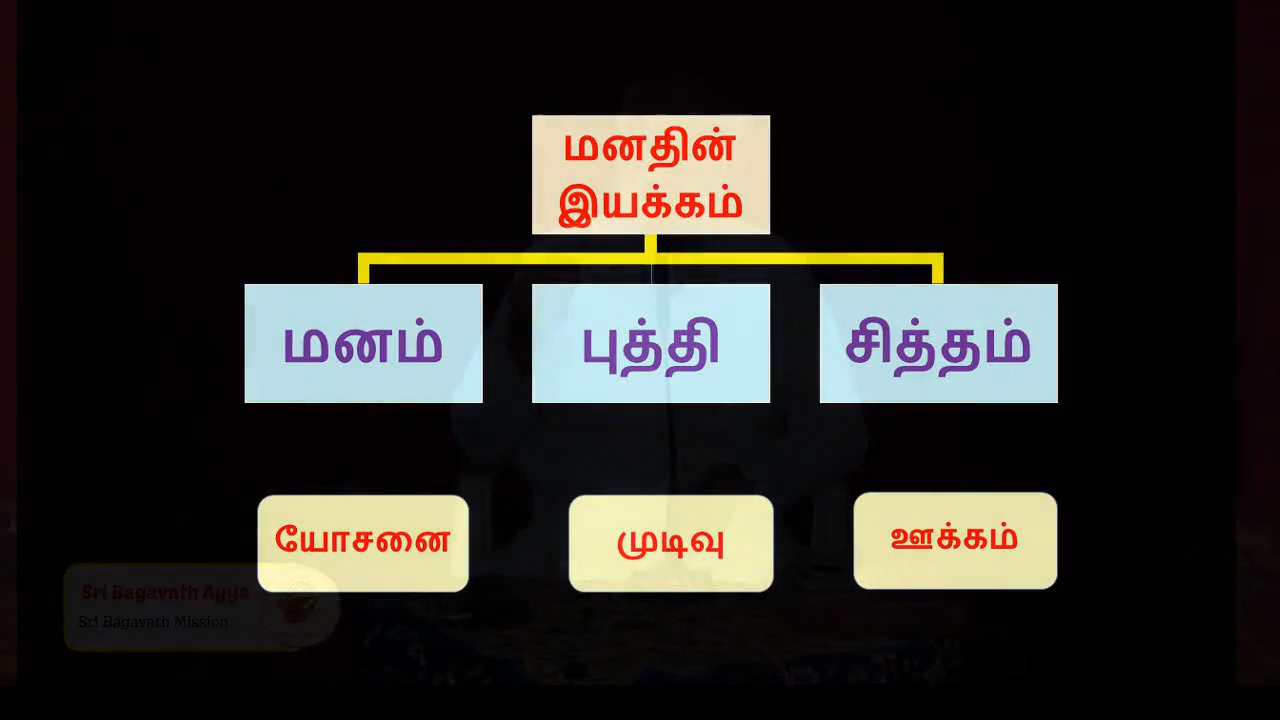 மனதின்
இயக்கம்
மனம்
புத்தி
சித்தம்
யோசனை
முடிவு
ஊக்கம்
Sri Bagavath Ayya
Sri Bagavath Mission